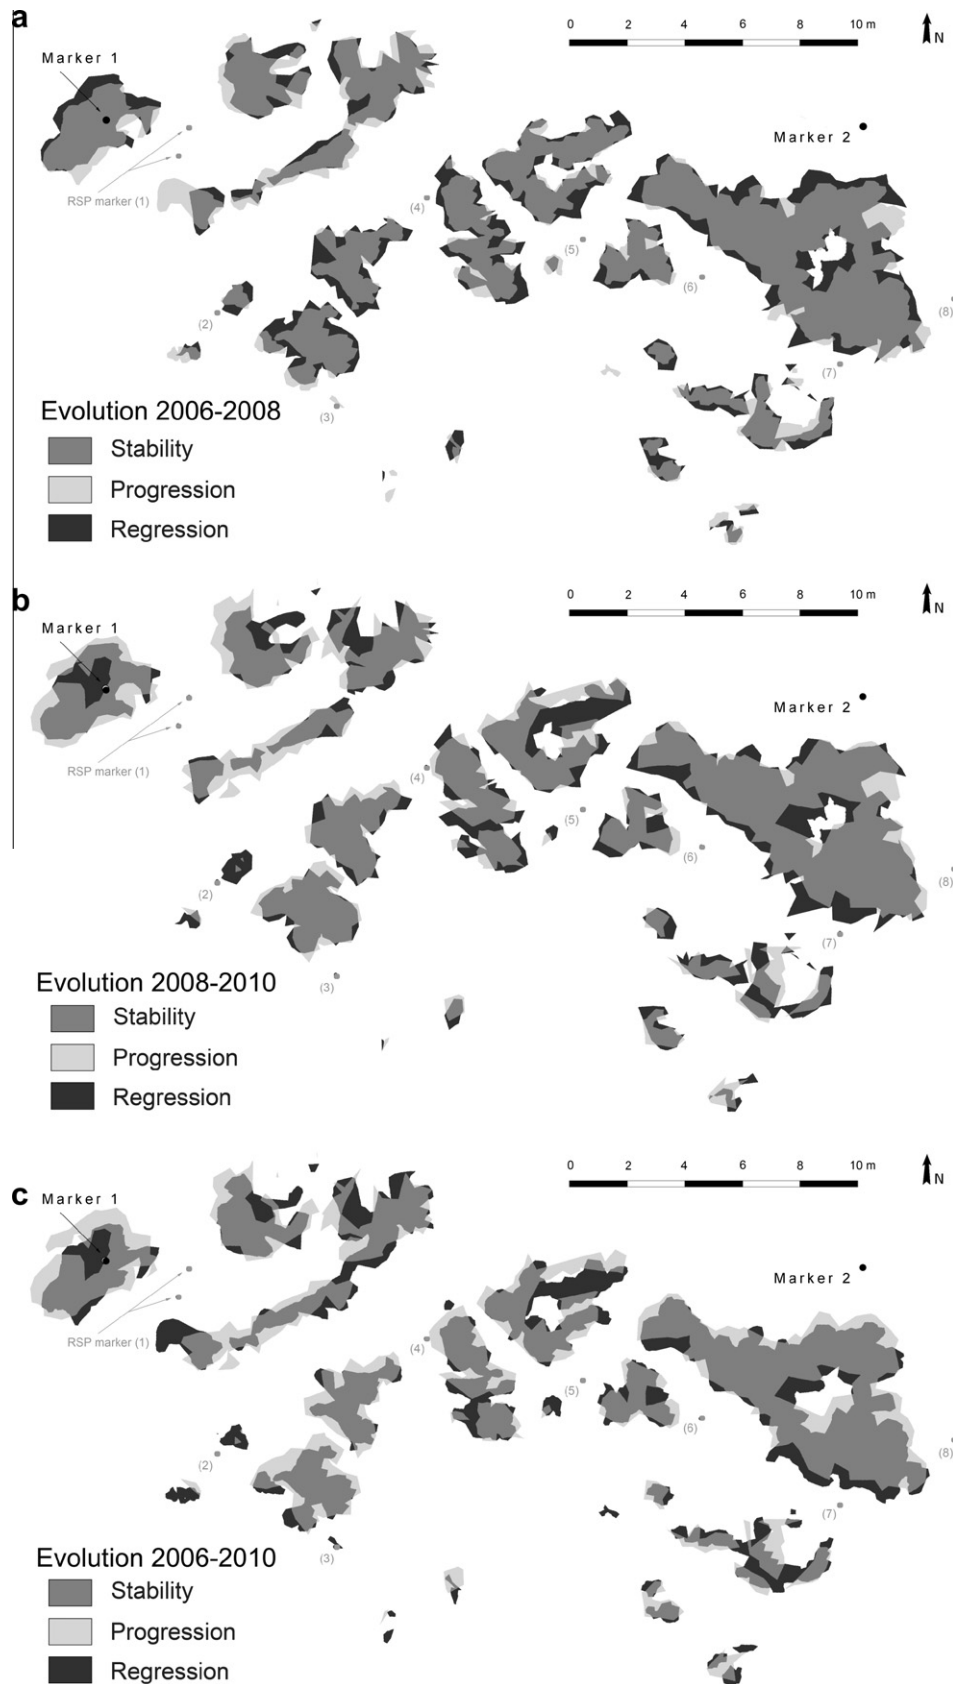 a
0 2 4 6 8 10 m
N
Marker 1
Marker 2
RSP marker (1)
(4)
(5)
(6)
(2)
(8)
(7)
(3)
Evolution 2006-2008
Stability
Progression
Regression
b
0 2 4 6 8 10 m
N
Marker 1
Marker 2
RSP marker (1)
(4)
(5)
(6)
(2)
(8)
(7)
(3)
Evolution 2008-2010
Stability
Progression
Regression
c
0 2 4 6 8 10 m
N
Marker 1
Marker 2
RSP marker (1)
(4)
(5)
(6)
(2)
(8)
(7)
(3)
Evolution 2006-2010
Stability
Progression
Regression